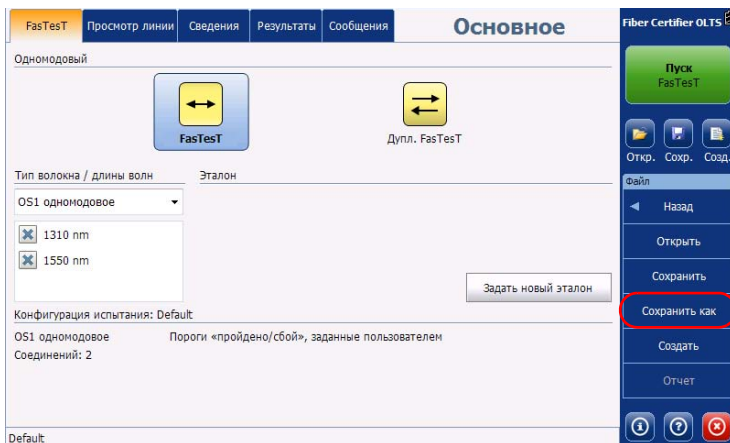 FasTesT
Просмотр линии
Сведения
Результаты
Сообщения
Основное
Одномодовый
FasTesT
Дупл. FasTesT
Тип волокна / длины волн
Эталон
OS1 одномодовое
1310 nm
1550 nm
Задать новый эталон
Конфигурация испытания: Default
OS1 одномодовое
Пороги «пройдено/сбой», заданные пользователем
Соединений: 2
Default
Fiber Certifier OLTS
Пуск
FasTesT
Откр.
Сохр.
Созд.
Файл
Назад
Открыть
Сохранить
Сохранить как
Создать
Отчет